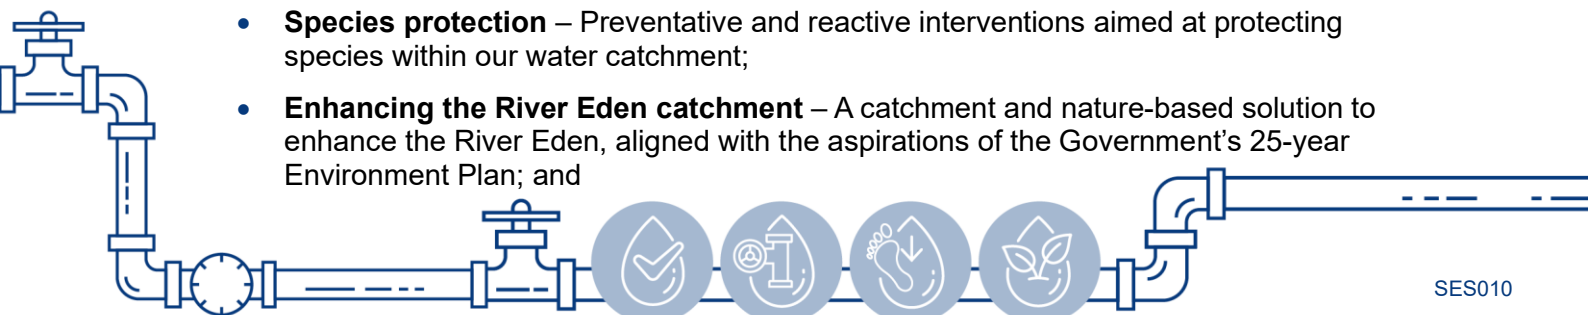 • Species protection – Preventative and reactive interventions aimed at protecting
species within our water catchment;
• Enhancing the River Eden catchment – A catchment and nature-based solution to
enhance the River Eden, aligned with the aspirations of the Government’s 25-year
Environment Plan; and
SES010